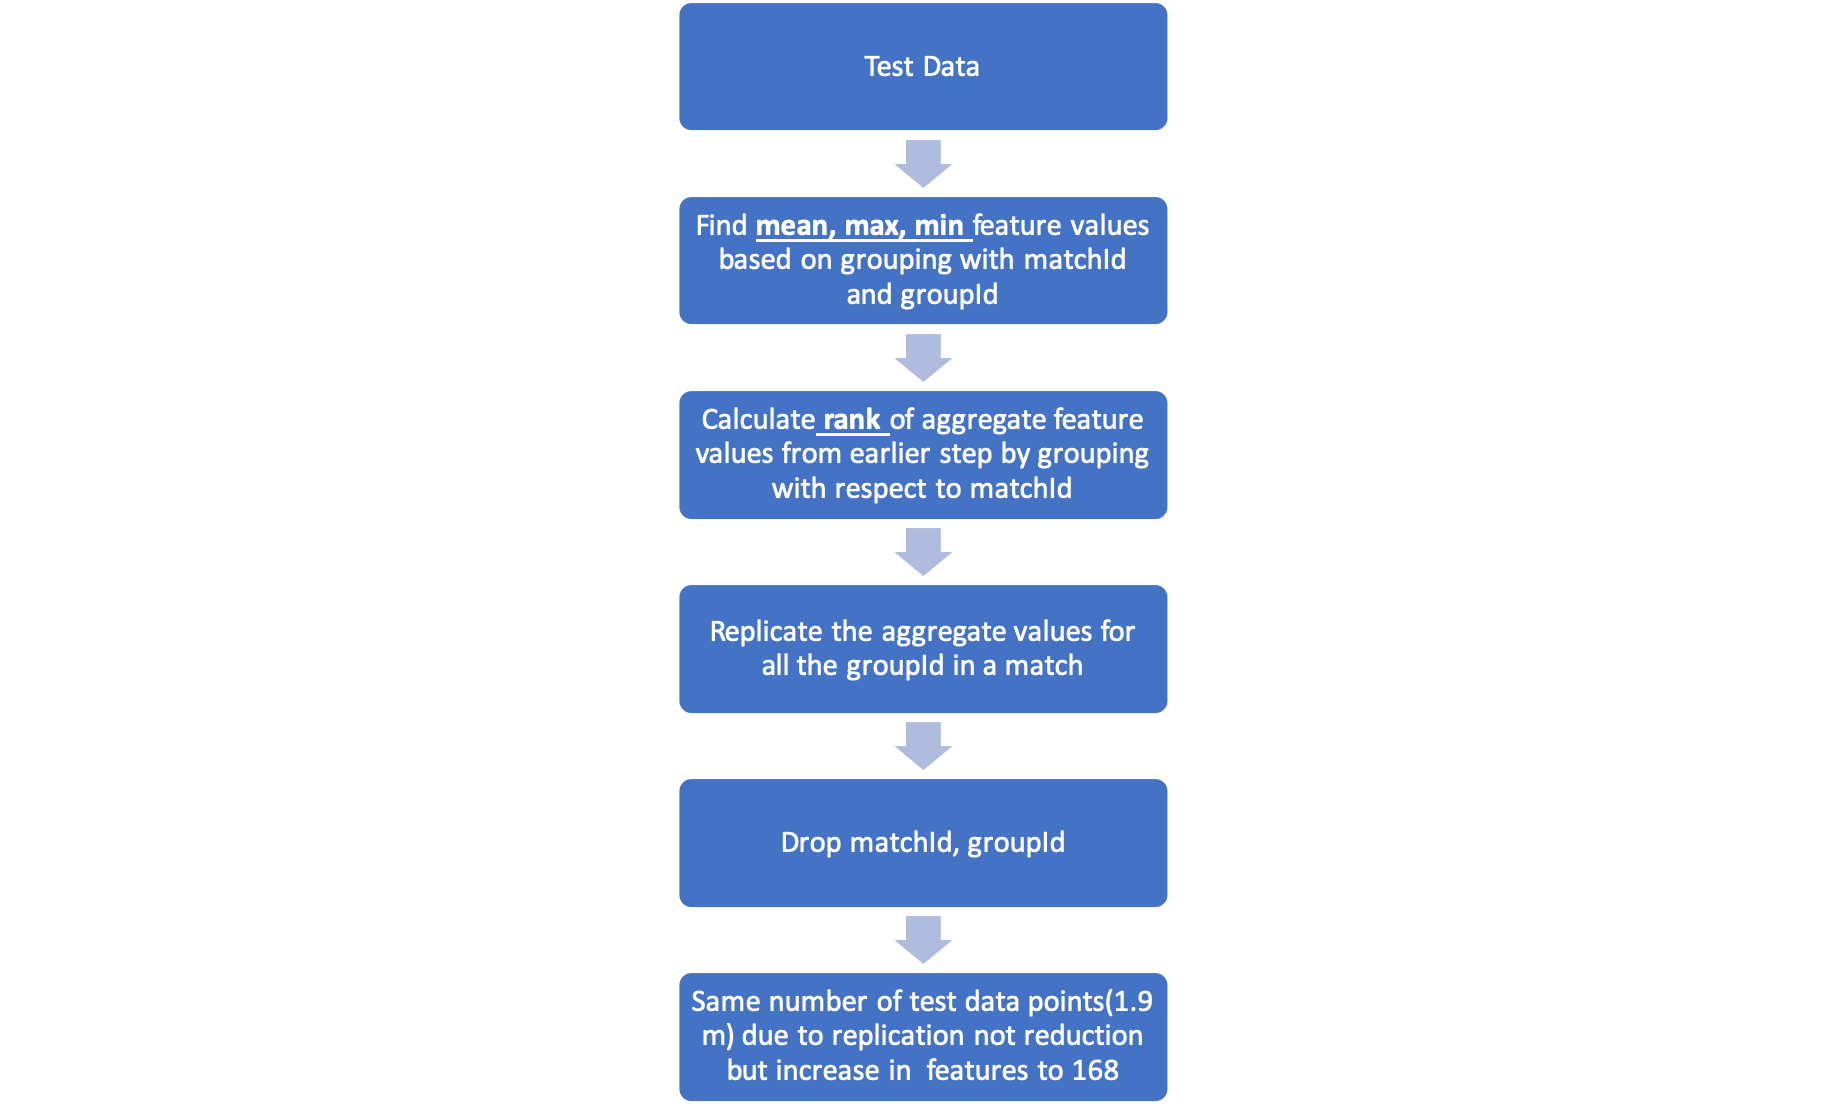 Test Data
Find mean, max, min feature values
based on grouping with matchId
and groupId
Calculate rank of aggregate feature
values from earlier step by grouping
with respect to matchId
Replicate the aggregate values for
all the groupId in a match
Drop matchId, groupId
Same number of test data points(1.9
m) due to replication not reduction
but increase in  features to 168